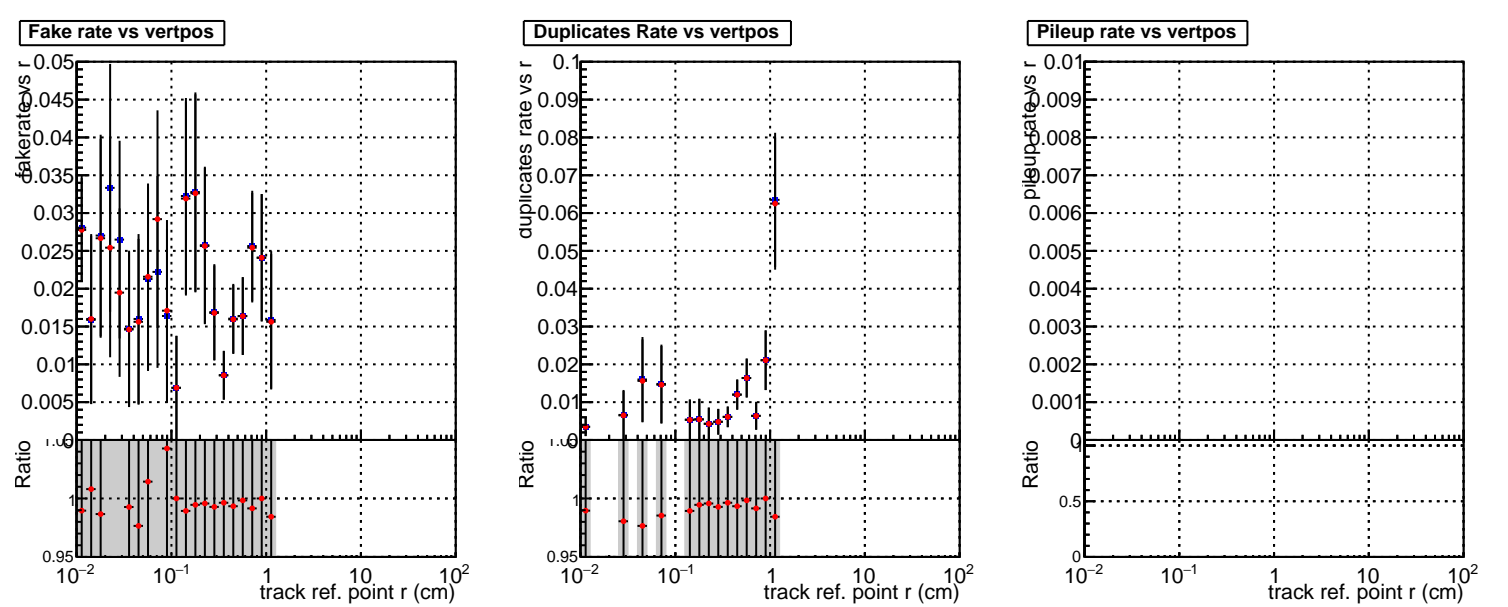 Fake rate vs vertpos
fakerate vs r
0.05
0.045
0.04
0.035
0.03
0.025
0.02
0.015
0.01
0.005
0
Ratio
1
0.95
10⁻² 10⁻¹ 1 10 10²
track ref. point r (cm)
Duplicates Rate vs vertpos
duplicates rate vs r
0.1
0.09
0.08
0.07
0.06
0.05
0.04
0.03
0.02
0.01
0
Ratio
1
0.95
10⁻² 10⁻¹ 1 10 10²
track ref. point r (cm)
Pileup rate vs vertpos
pileup rate vs r
0.01
0.009
0.008
0.007
0.006
0.005
0.004
0.003
0.002
0.001
0
Ratio
1
0.5
0
10⁻² 10⁻¹ 1 10 10²
track ref. point r (cm)